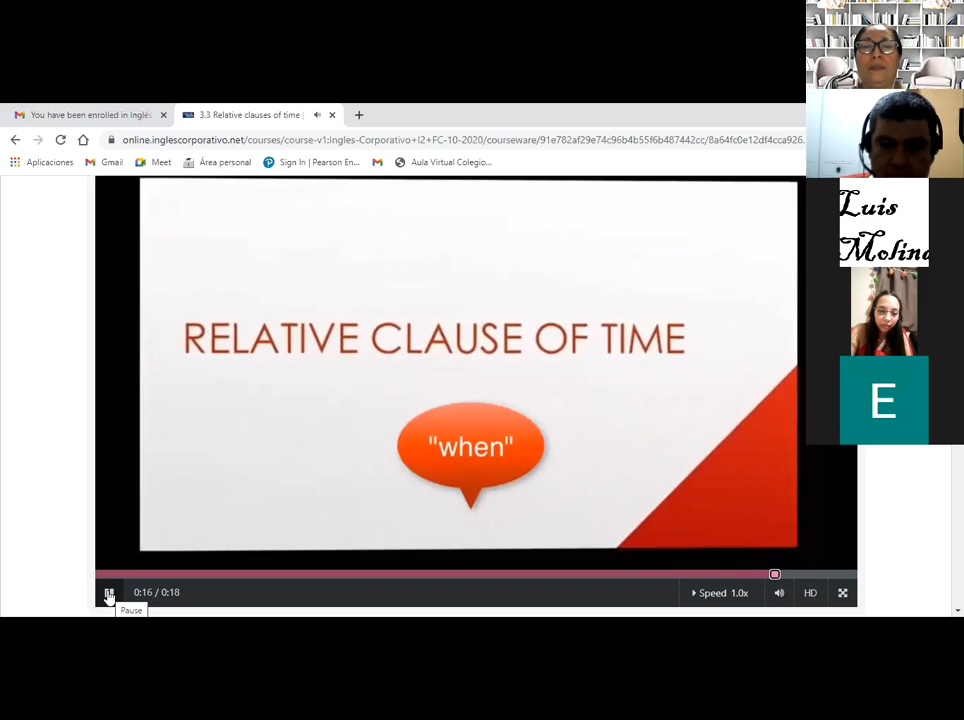 You have been enrolled in Inglés
3.3 Relative clauses of time |
online.inglescorporativo.net/courses/course-v1:Ingles-Corporativo+I2+FC-10-2020/courseware/91e782af29e74c96b4b55f6b487442cc/8a64fc0e12df4cca926.
Aplicaciones Gmail Meet Área personal Sign In | Pearson En... Aula Virtual Colegio...
RELATIVE CLAUSE OF TIME
"when"
0:16 / 0:18
Speed 1.0x
HD
Pause
Luis
Molina
E